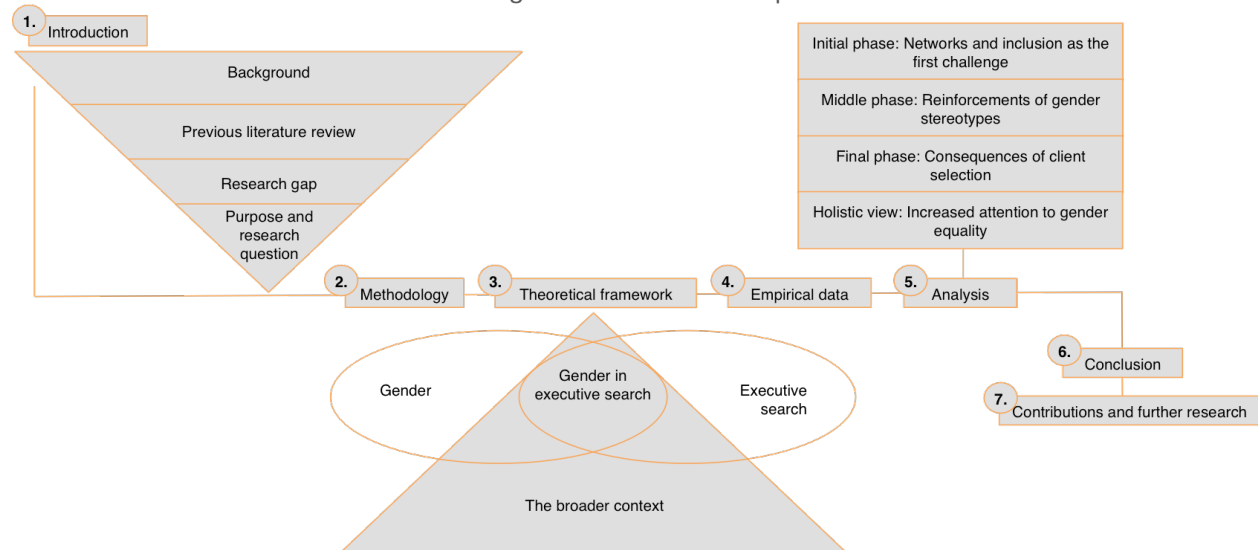 1.
Introduction
Background
Previous literature review
Research gap
Purpose and
research
question
2.
Methodology
3.
Theoretical framework
4.
Empirical data
5.
Analysis
Initial phase: Networks and inclusion as the
first challenge
Middle phase: Reinforcements of gender
stereotypes
Final phase: Consequences of client
selection
Holistic view: Increased attention to gender
equality
Gender
Gender in
executive search
Executive
search
The broader context
6.
Conclusion
7.
Contributions and further research